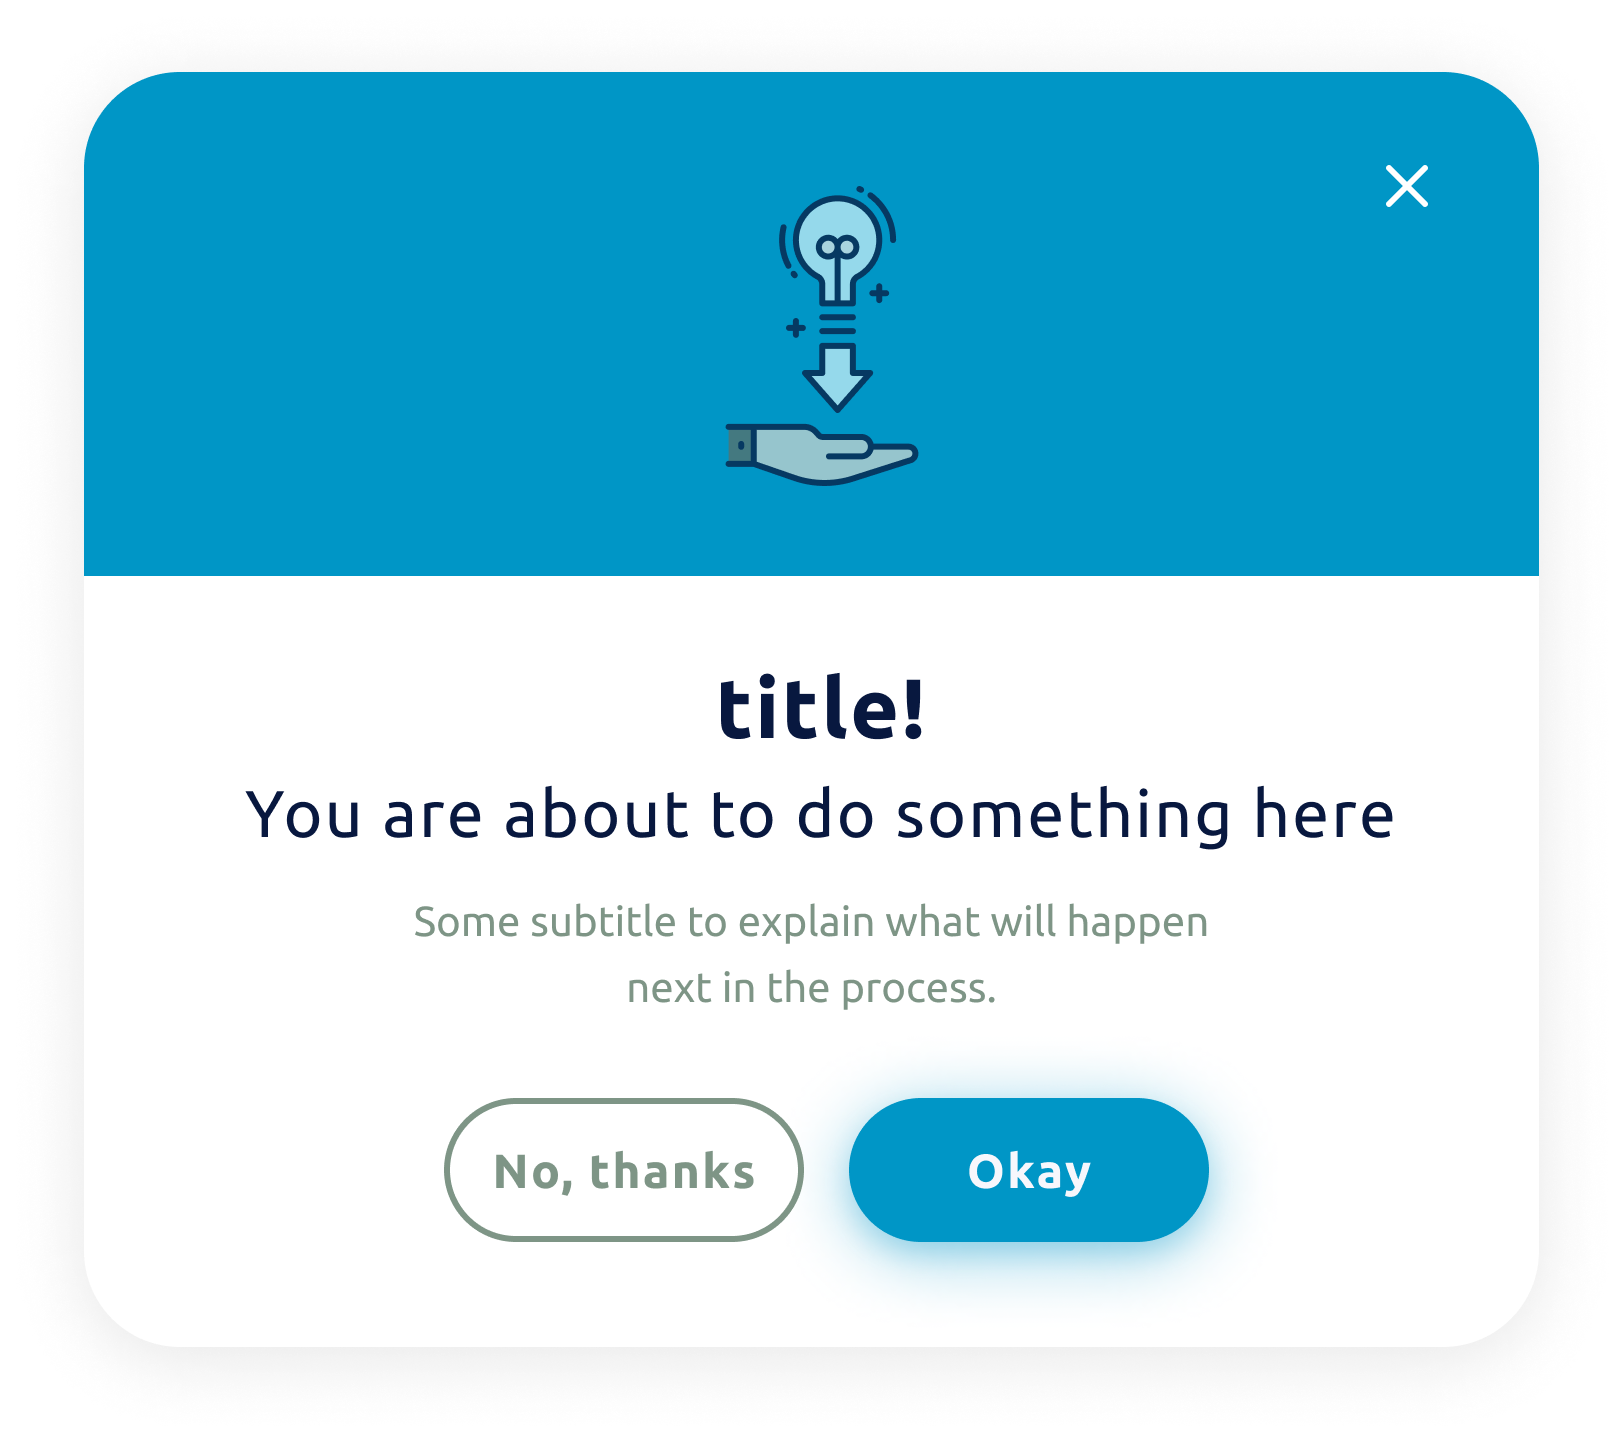 title!
You are about to do something here
Some subtitle to explain what will happen
next in the process.
No, thanks
Okay